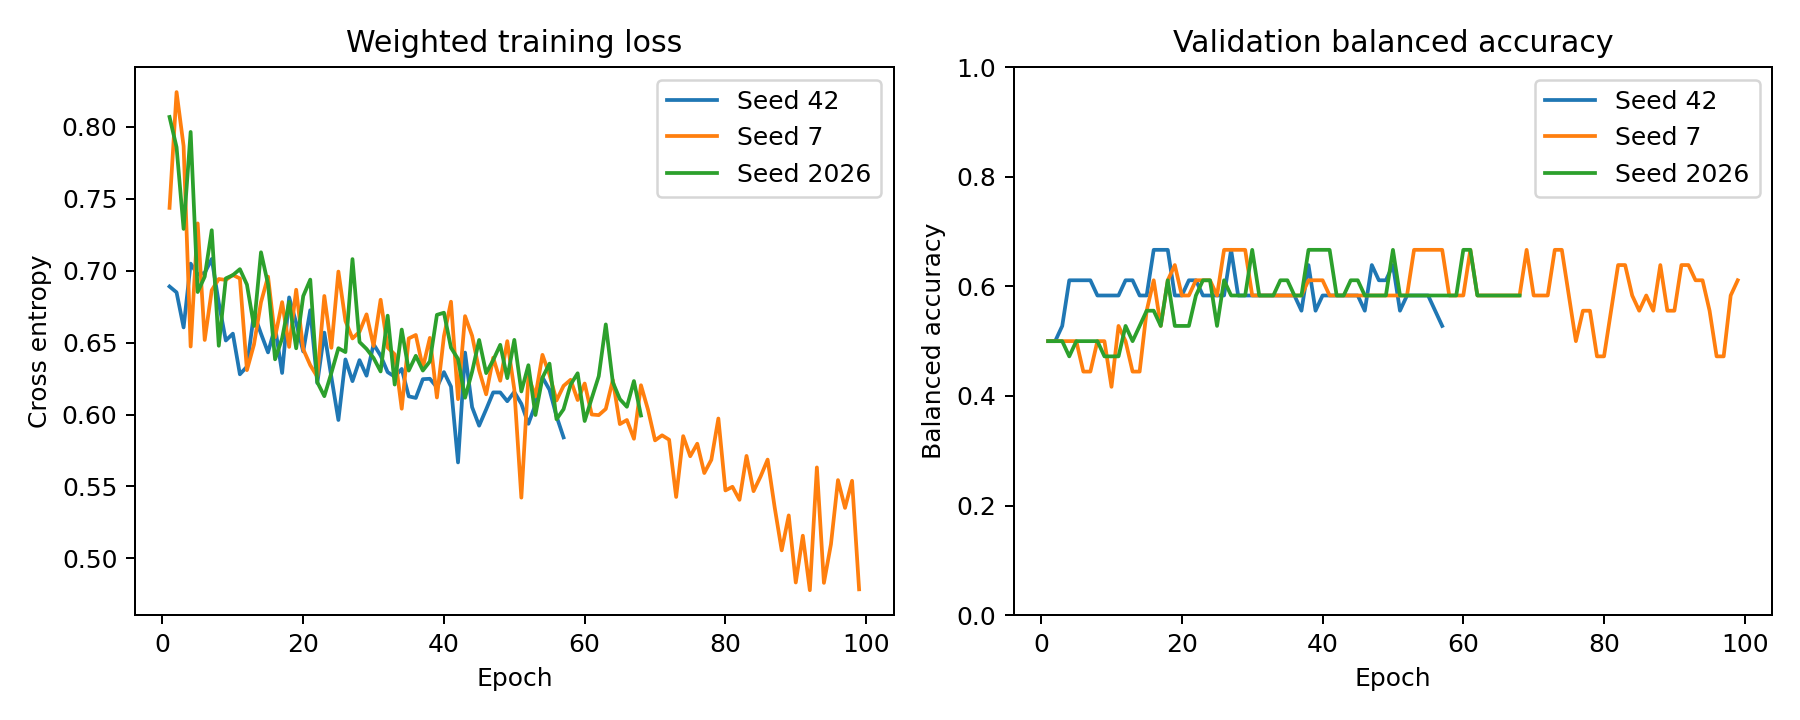 Weighted training loss
Cross entropy
0.80
0.75
0.70
0.65
0.60
0.55
0.50
0
20
40
60
80
100
Epoch
Seed 42
Seed 7
Seed 2026
Validation balanced accuracy
Balanced accuracy
1.0
0.8
0.6
0.4
0.2
0.0
0
20
40
60
80
100
Epoch
Seed 42
Seed 7
Seed 2026